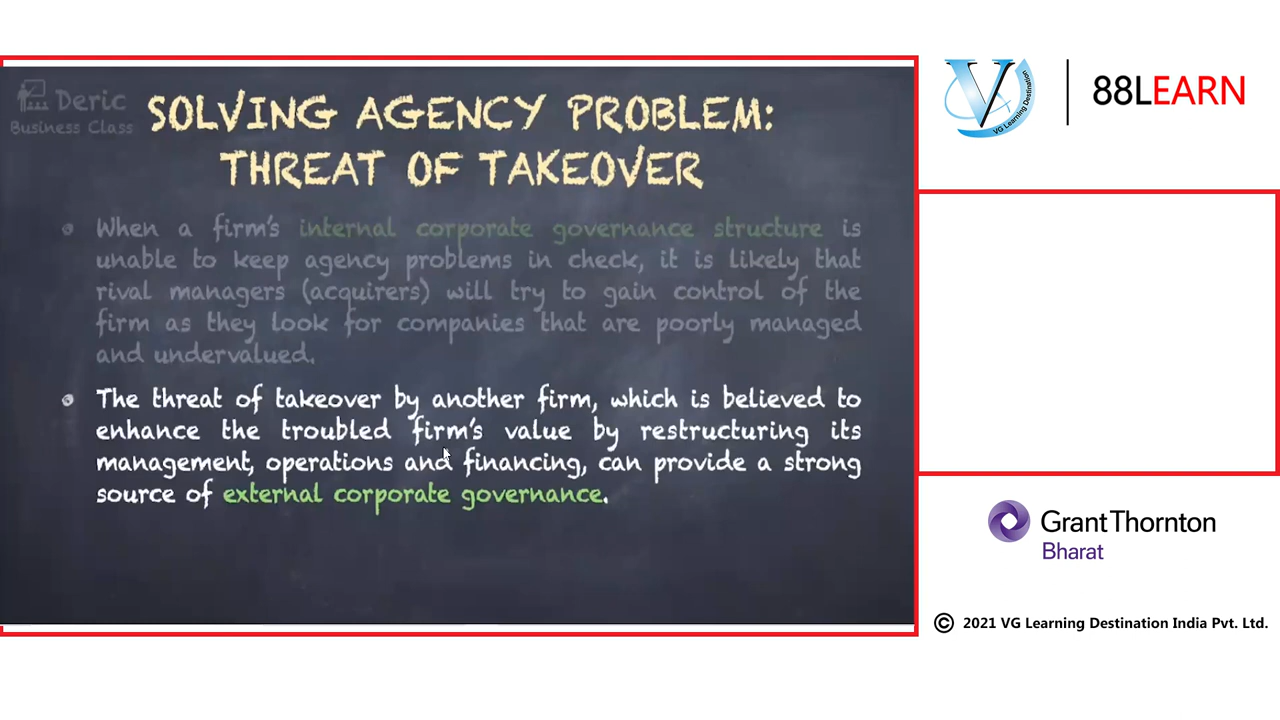 Deric
Business Class
SOLVING AGENCY PROBLEM:
THREAT OF TAKEOVER
When a firm's internal corporate governance structure is
unable to keep agency problems in check, it is likely that
rival managers (acquirers) will try to gain control of the
firm as they look for companies that are poorly managed
and undervalued.
The threat of takeover by another firm, which is believed to
enhance the troubled firm's value by restructuring its
management, operations and financing, can provide a strong
source of external corporate governance.
V
VG Learning Destination
88LEARN
Grant Thornton
Bharat
© 2021 VG Learning Destination India Pvt. Ltd.